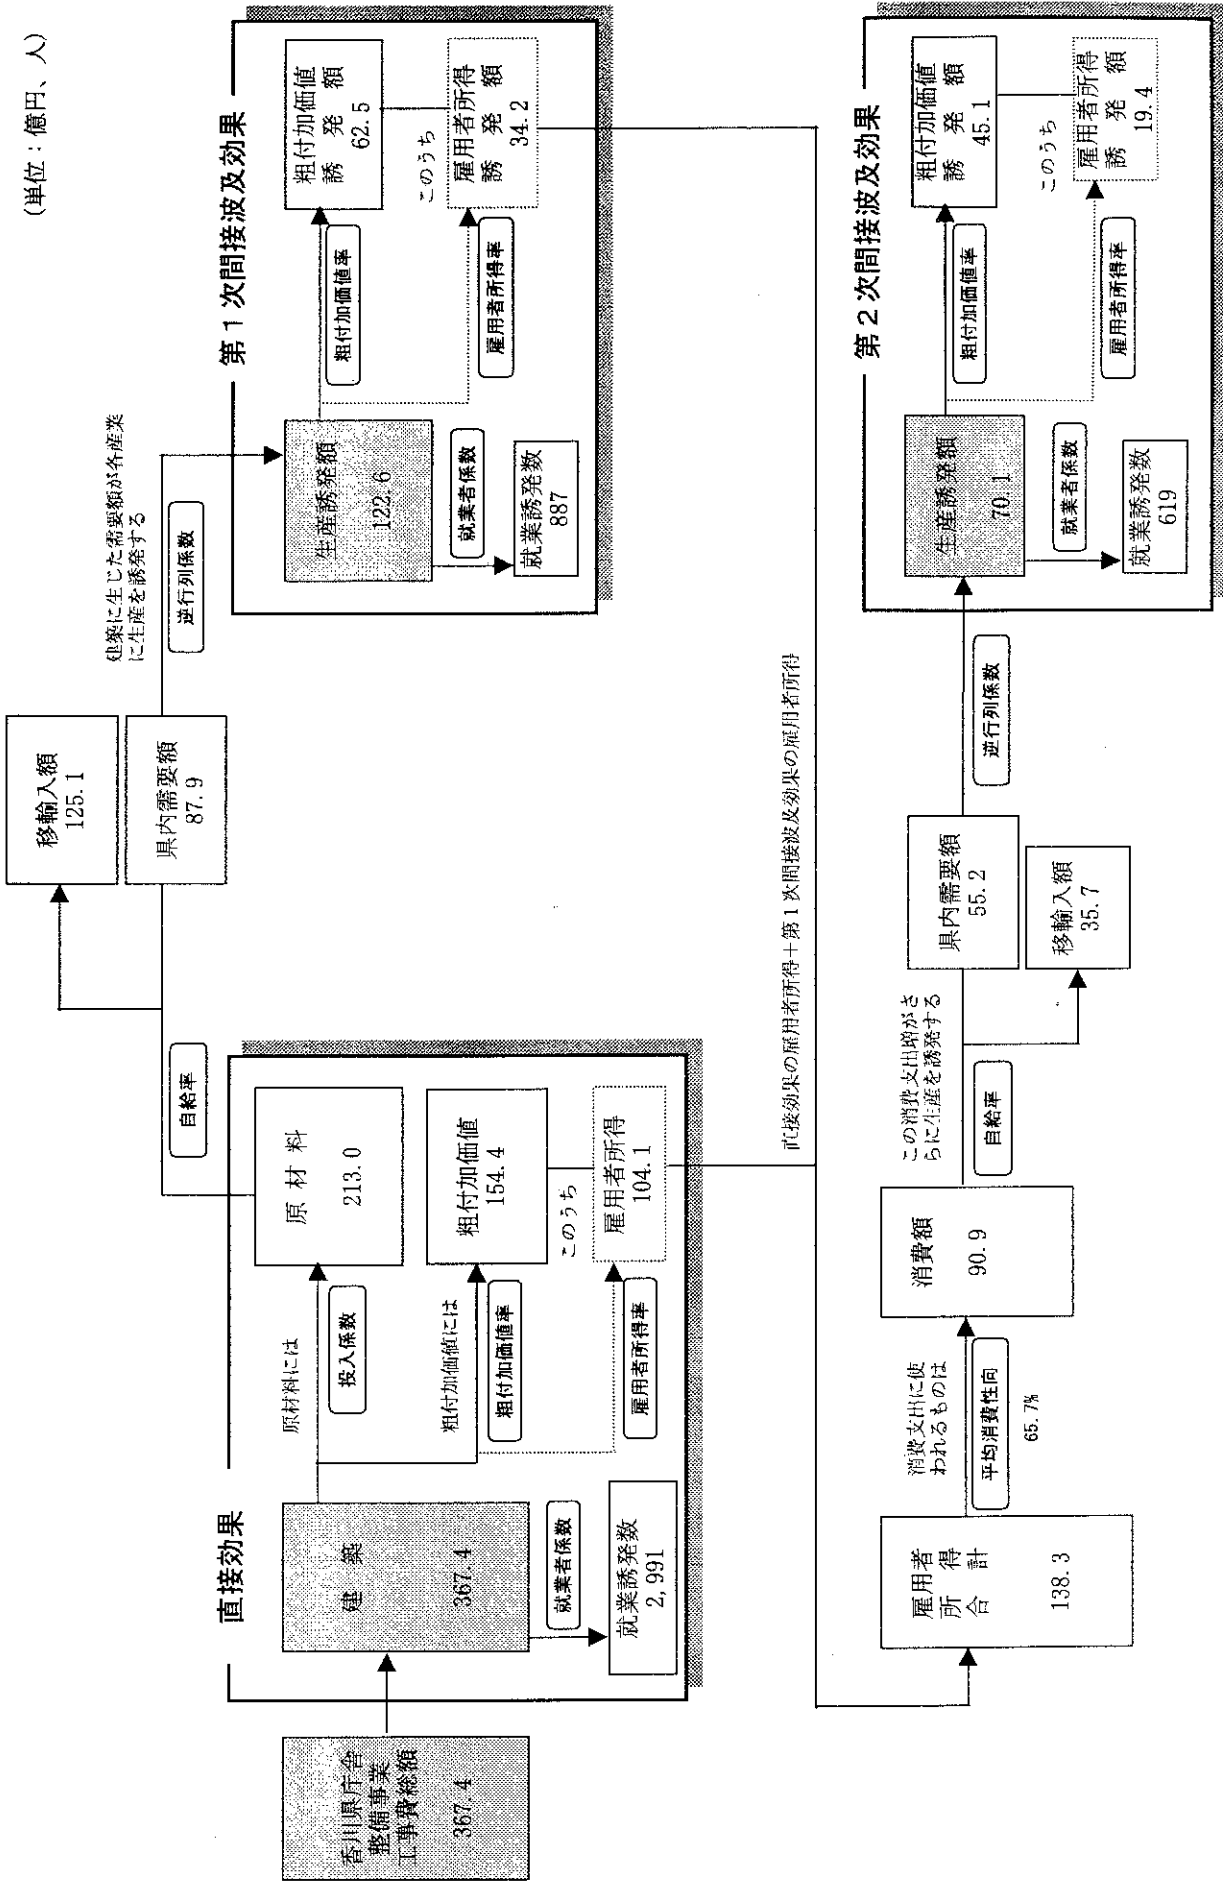 (単位：億円、人)
香川県庁舎
整備事業
工事費総額
367.4
直接効果
建　築
367.4
就業者係数
就業誘発数
2,991
原材料には
投入係数
粗付加価値には
粗付加価値率
雇用者所得率
原 材 料
213.0
粗付加価値
154.4
このうち
雇用者所得
104.1
自給率
移輸入額
125.1
県内需要額
87.9
建築に生じた需要額が各産業
に生産を誘発する
逆行列係数
第１次間接波及効果
生産誘発額
122.6
就業者係数
就業誘発数
887
粗付加価値率
雇用者所得率
粗付加価値
誘 発 額
62.5
このうち
雇用者所得
誘 発 額
34.2
直接効果の雇用者所得＋第１次間接波及効果の雇用者所得
雇用者
所 得
合 計
138.3
消費支出に使
われるものは
平均消費性向
65.7%
消費額
90.9
この消費支出増がさ
らに生産を誘発する
自給率
県内需要額
55.2
移輸入額
35.7
逆行列係数
第２次間接波及効果
生産誘発額
70.1
就業者係数
就業誘発数
619
粗付加価値率
雇用者所得率
粗付加価値
誘 発 額
45.1
このうち
雇用者所得
誘 発 額
19.4